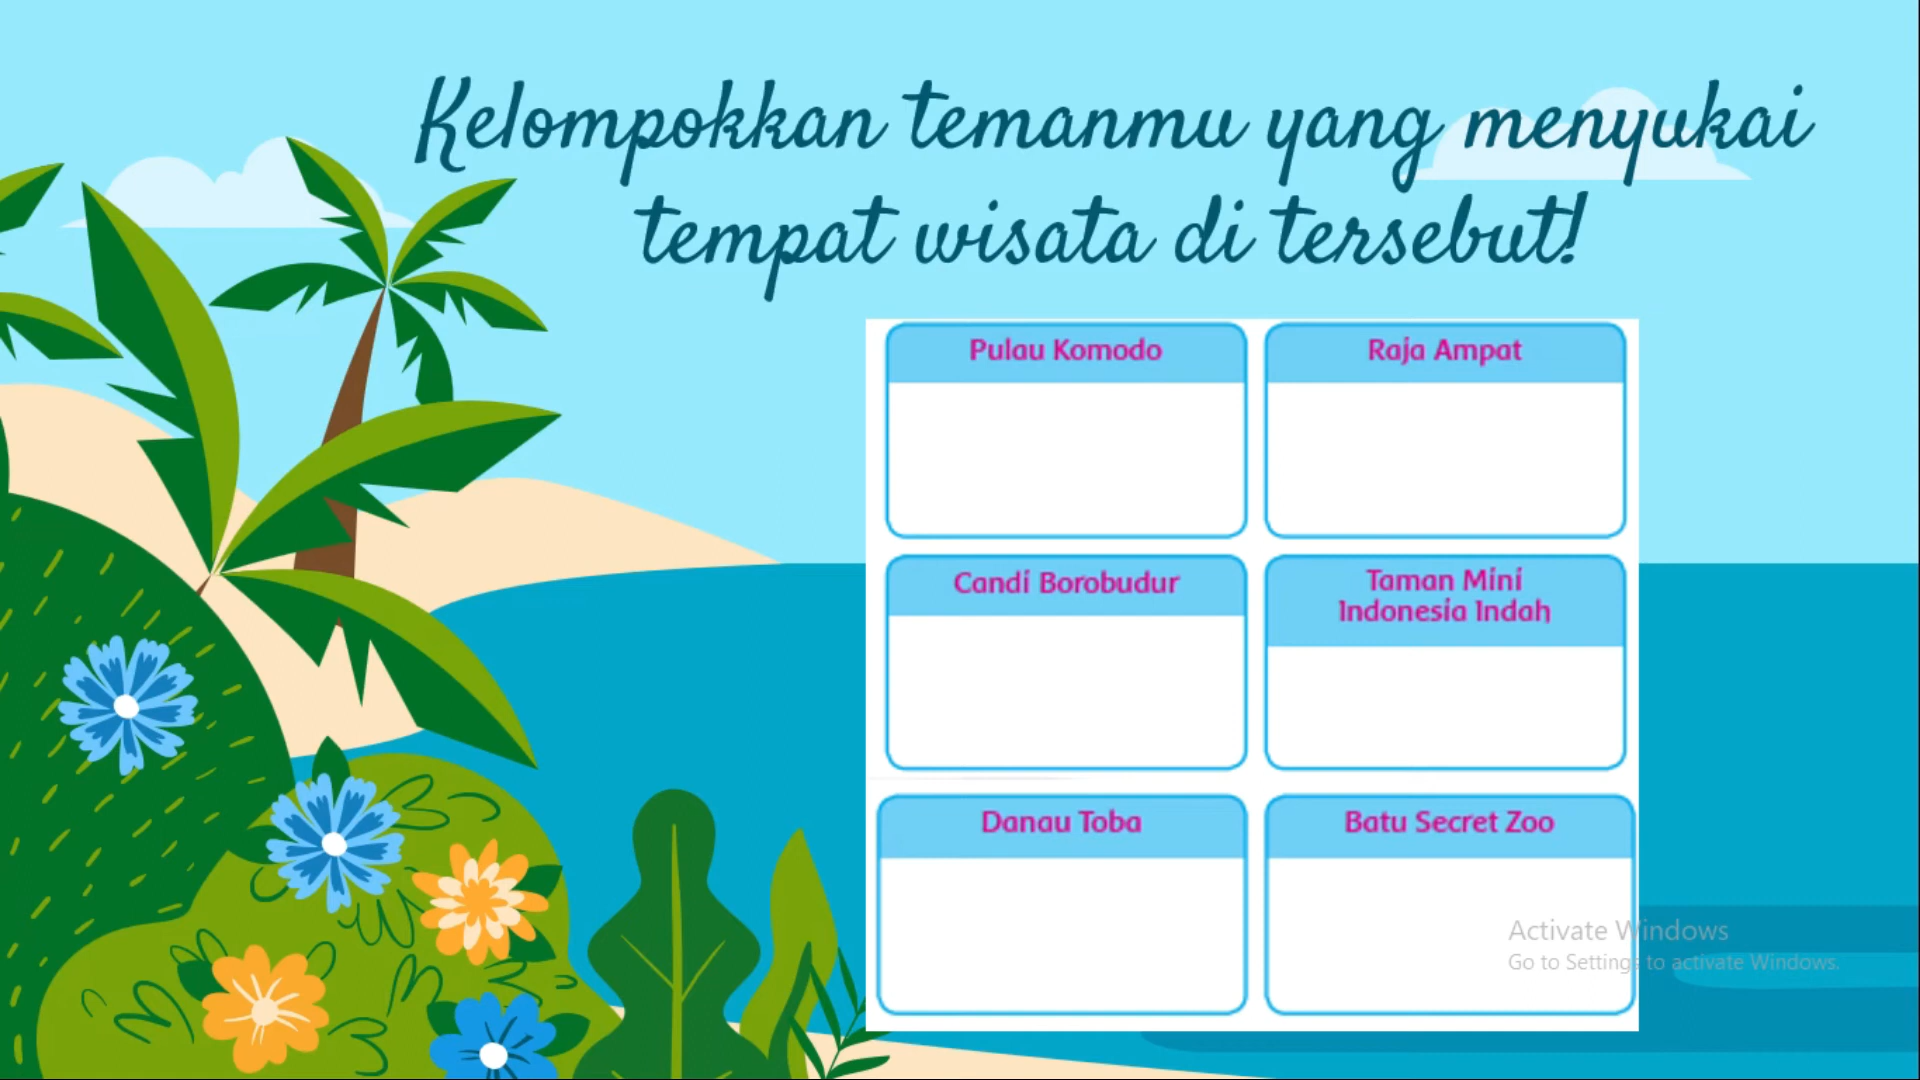 Kelompokkan temanmu yang menyukai
tempat wisata di tersebut!
Pulau Komodo
Raja Ampat
Candi Borobudur
Taman Mini
Indonesia Indah
Danau Toba
Batu Secret Zoo
Activate Windows
Go to Settings to activate Windows.